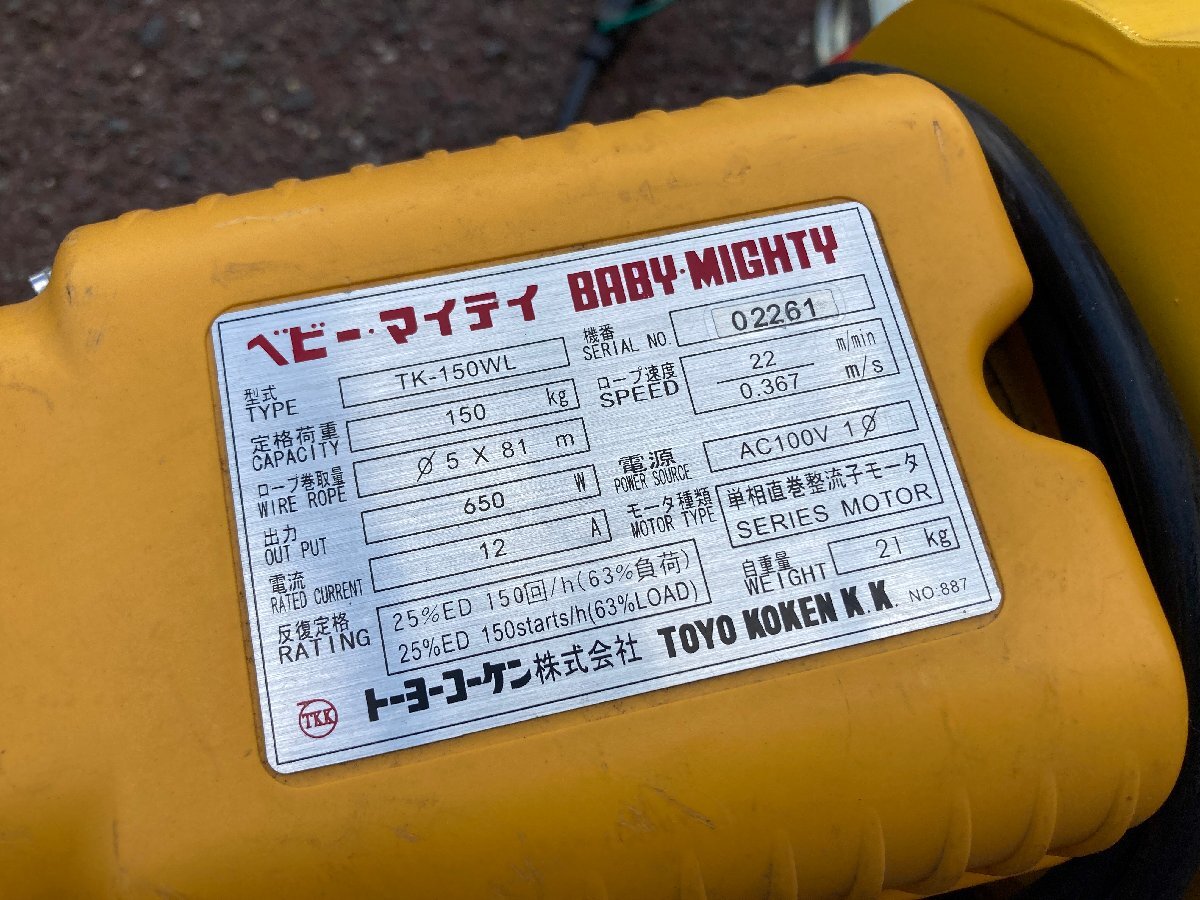 ベビー・マイティ BABY・MIGHTY
型式 TYPE TK-150WL
機番 SERIAL NO. 02261
定格荷重 CAPACITY 150 kg
ロープ速度 SPEED 22 m/min 0.367 m/s
ロープ巻取量 WIRE ROPE Ø 5 X 81 m
電源 POWER SOURCE AC100V 1Ø
出力 OUT PUT 650 W
モータ種類 MOTOR TYPE 単相直巻整流子モータ SERIES MOTOR
電流 RATED CURRENT 12 A
自重量 WEIGHT 21 kg
反復定格 RATING 25%ED 150回/h(63%負荷)
25%ED 150starts/h(63%LOAD)
TKK トーヨーコーケン株式会社 TOYO KOKEN K.K. NO.887